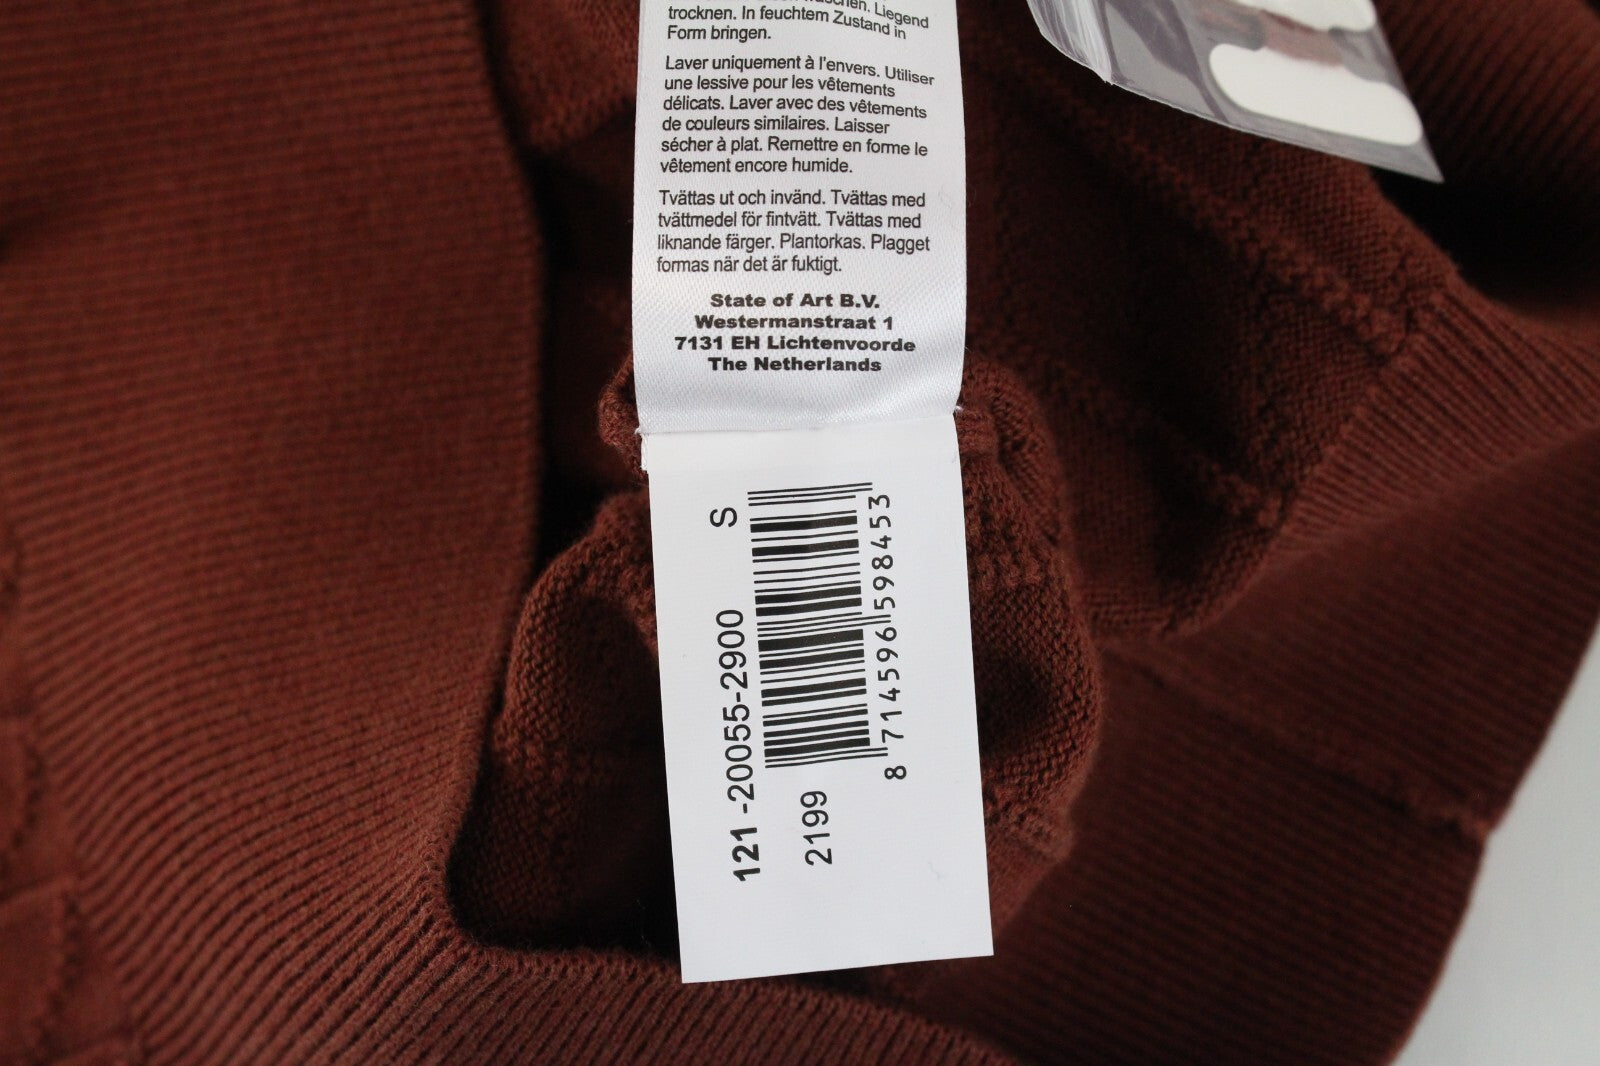 waschen. Liegend
trocknen. In feuchtem Zustand in
Form bringen.
Laver uniquement à l'envers. Utiliser
une lessive pour les vêtements
délicats. Laver avec des vêtements
de couleurs similaires. Laisser
sécher à plat. Remettre en forme le
vêtement encore humide.
Tvättas ut och invänd. Tvättas med
tvättmedel för fintvätt. Tvättas med
liknande färger. Plantorkas. Plagget
formas när det är fuktigt.
State of Art B.V.
Westermanstraat 1
7131 EH Lichtenvoorde
The Netherlands
S
121 -20055-2900
2199
8 714596 598453